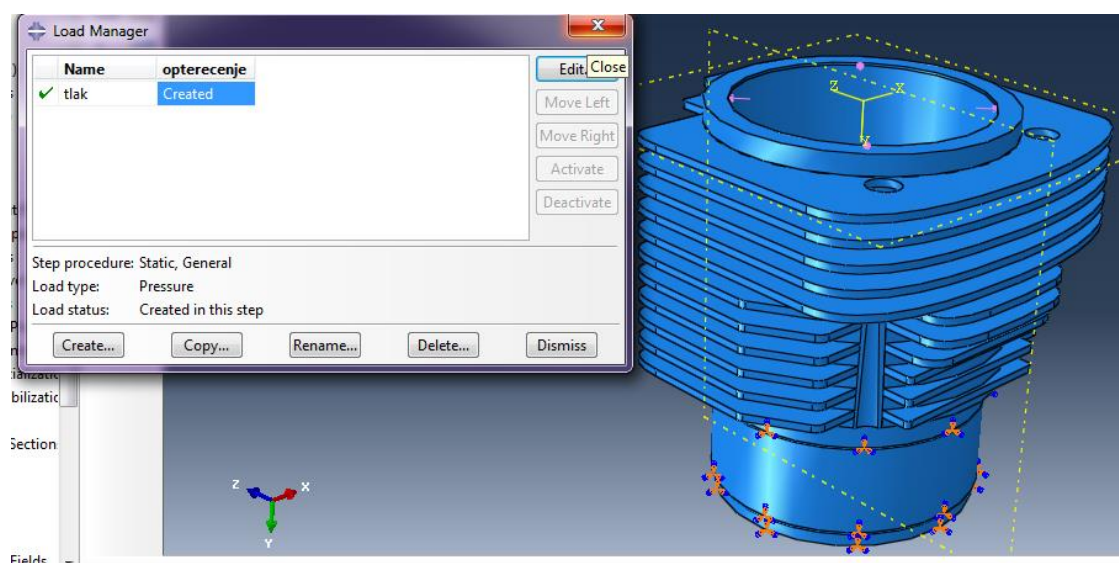 Load Manager
Name opterecenje
✔ tlak Created
Edit...
Close
Move Left
Move Right
Activate
Deactivate
Step procedure: Static, General
Load type: Pressure
Load status: Created in this step
Create... Copy... Rename... Delete... Dismiss
bilizatic
Section
Fields
Z X
Y
Z X
Y